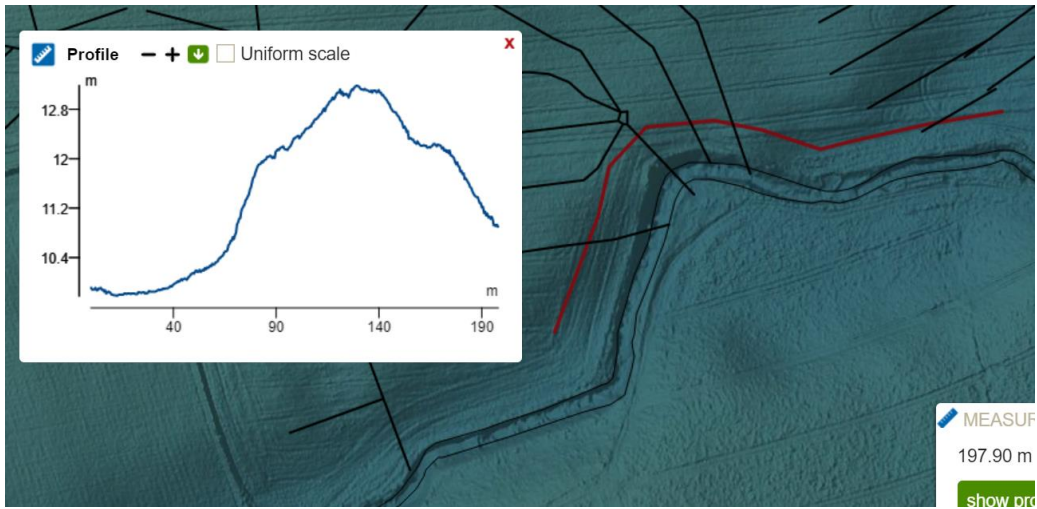 Profile − + Uniform scale x
m
12.8
12
11.2
10.4
m
40 90 140 190
MEASUR
197.90 m
show pro